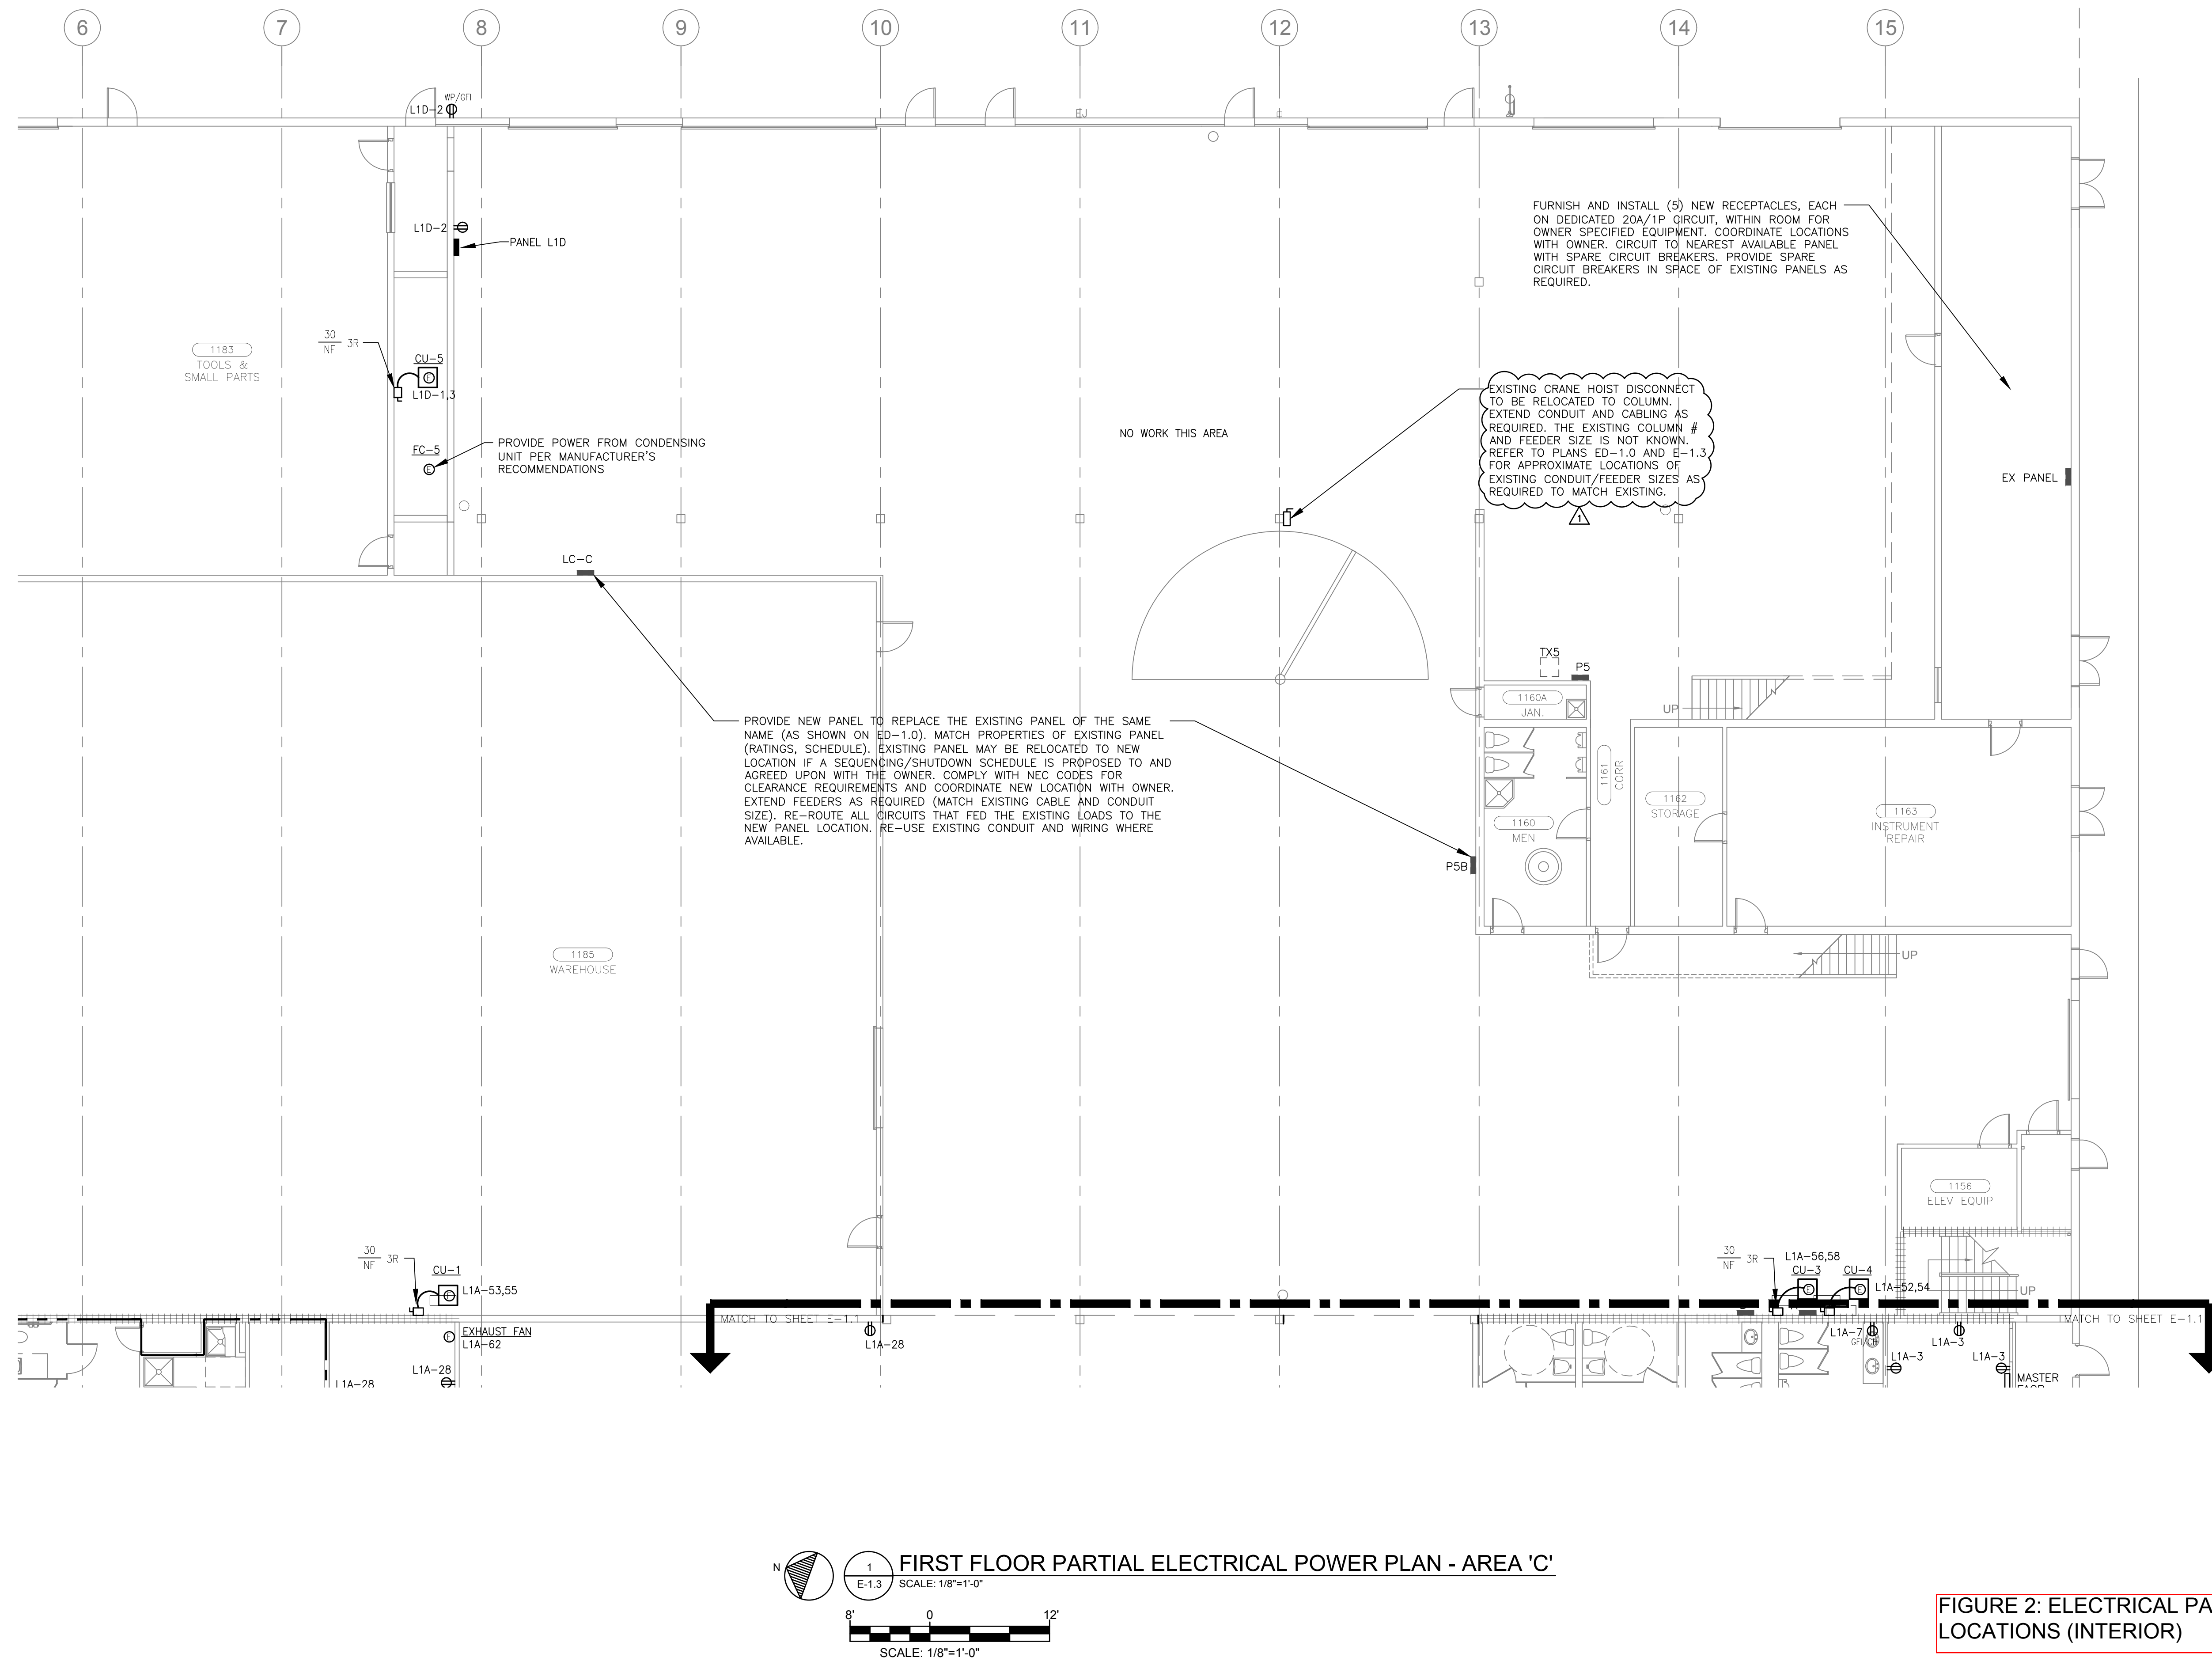 6 7 8 9 10 11 12 13 14 15
WP/GFI
L1D-2
EJ
L1D-2
PANEL L1D
FURNISH AND INSTALL (5) NEW RECEPTACLES, EACH
ON DEDICATED 20A/1P CIRCUIT, WITHIN ROOM FOR
OWNER SPECIFIED EQUIPMENT. COORDINATE LOCATIONS
WITH OWNER. CIRCUIT TO NEAREST AVAILABLE PANEL
WITH SPARE CIRCUIT BREAKERS. PROVIDE SPARE
CIRCUIT BREAKERS IN SPACE OF EXISTING PANELS AS
REQUIRED.
1183
TOOLS &
SMALL PARTS
30
NF
3R
CU-5
E
L1D-1,3
FC-5
E
PROVIDE POWER FROM CONDENSING
UNIT PER MANUFACTURER'S
RECOMMENDATIONS
NO WORK THIS AREA
EXISTING CRANE HOIST DISCONNECT
TO BE RELOCATED TO COLUMN.
EXTEND CONDUIT AND CABLING AS
REQUIRED. THE EXISTING COLUMN #
AND FEEDER SIZE IS NOT KNOWN.
REFER TO PLANS ED-1.0 AND E-1.3
FOR APPROXIMATE LOCATIONS OF
EXISTING CONDUIT/FEEDER SIZES AS
REQUIRED TO MATCH EXISTING.
1
EX PANEL
LC-C
TX5
P5
1160A
JAN.
UP
PROVIDE NEW PANEL TO REPLACE THE EXISTING PANEL OF THE SAME
NAME (AS SHOWN ON ED-1.0). MATCH PROPERTIES OF EXISTING PANEL
(RATINGS, SCHEDULE). EXISTING PANEL MAY BE RELOCATED TO NEW
LOCATION IF A SEQUENCING/SHUTDOWN SCHEDULE IS PROPOSED TO AND
AGREED UPON WITH THE OWNER. COMPLY WITH NEC CODES FOR
CLEARANCE REQUIREMENTS AND COORDINATE NEW LOCATION WITH OWNER.
EXTEND FEEDERS AS REQUIRED (MATCH EXISTING CABLE AND CONDUIT
SIZE). RE-ROUTE ALL CIRCUITS THAT FED THE EXISTING LOADS TO THE
NEW PANEL LOCATION. RE-USE EXISTING CONDUIT AND WIRING WHERE
AVAILABLE.
1161
CORR
1162
STORAGE
1163
INSTRUMENT
REPAIR
1160
MEN
P5B
1185
WAREHOUSE
UP
1156
ELEV EQUIP
30
NF
3R
CU-1
E
L1A-53,55
30
NF
3R
L1A-56,58
CU-3
E
CU-4
E
L1A-52,54
UP
MATCH TO SHEET E-1.1
MATCH TO SHEET E-1.1
E
EXHAUST FAN
L1A-62
L1A-28
L1A-7
L1A-3
L1A-3
L1A-3
L1A-28
L1A-28
MASTER
N
1
E-1.3
FIRST FLOOR PARTIAL ELECTRICAL POWER PLAN - AREA 'C'
SCALE: 1/8"=1'-0"
8' 0 12'
SCALE: 1/8"=1'-0"
FIGURE 2: ELECTRICAL PA
LOCATIONS (INTERIOR)